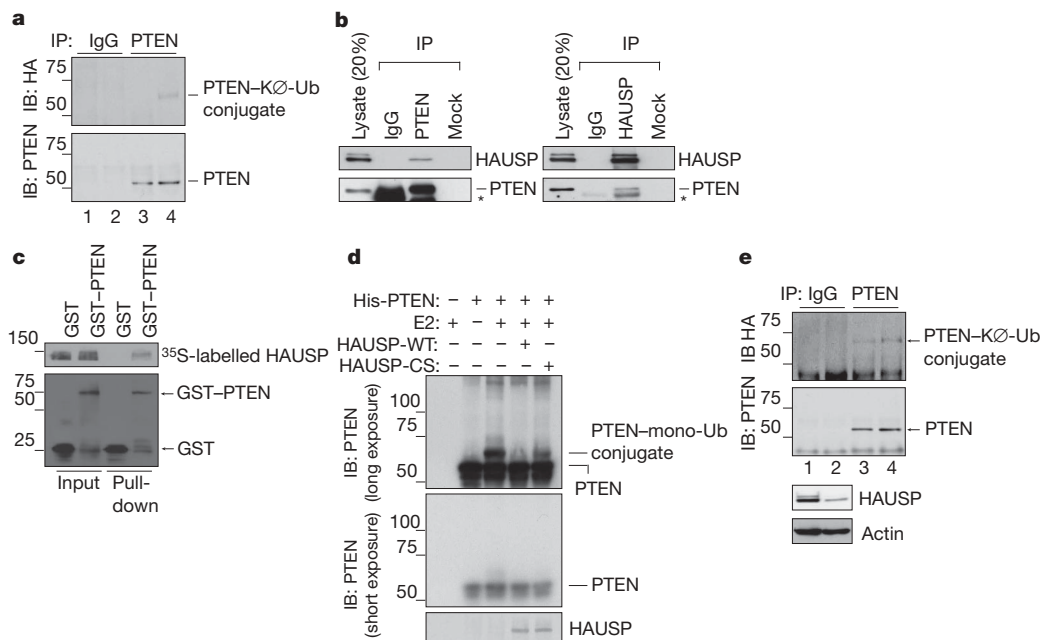 a
IP: IgG PTEN
IB: HA
75
50
PTEN–KØ-Ub
conjugate
IB: PTEN
75
50
PTEN
1 2 3 4
b
IP
Lysate (20%)
IgG
PTEN
Mock
HAUSP
PTEN
*
IP
Lysate (20%)
IgG
HAUSP
Mock
HAUSP
PTEN
*
c
GST
GST–PTEN
GST
GST–PTEN
150
³⁵S-labelled HAUSP
75
50
25
GST–PTEN
GST
Input
Pull-
down
d
His-PTEN: – + + + +
E2: + – + + +
HAUSP-WT: +
HAUSP-CS: +
IB: PTEN
(long exposure)
100
75
50
PTEN–mono-Ub
conjugate
PTEN
IB: PTEN
(short exposure)
100
75
50
PTEN
HAUSP
e
IP: IgG PTEN
IB HA
75
50
PTEN–KØ-Ub
conjugate
IB: PTEN
75
50
PTEN
1 2 3 4
HAUSP
Actin